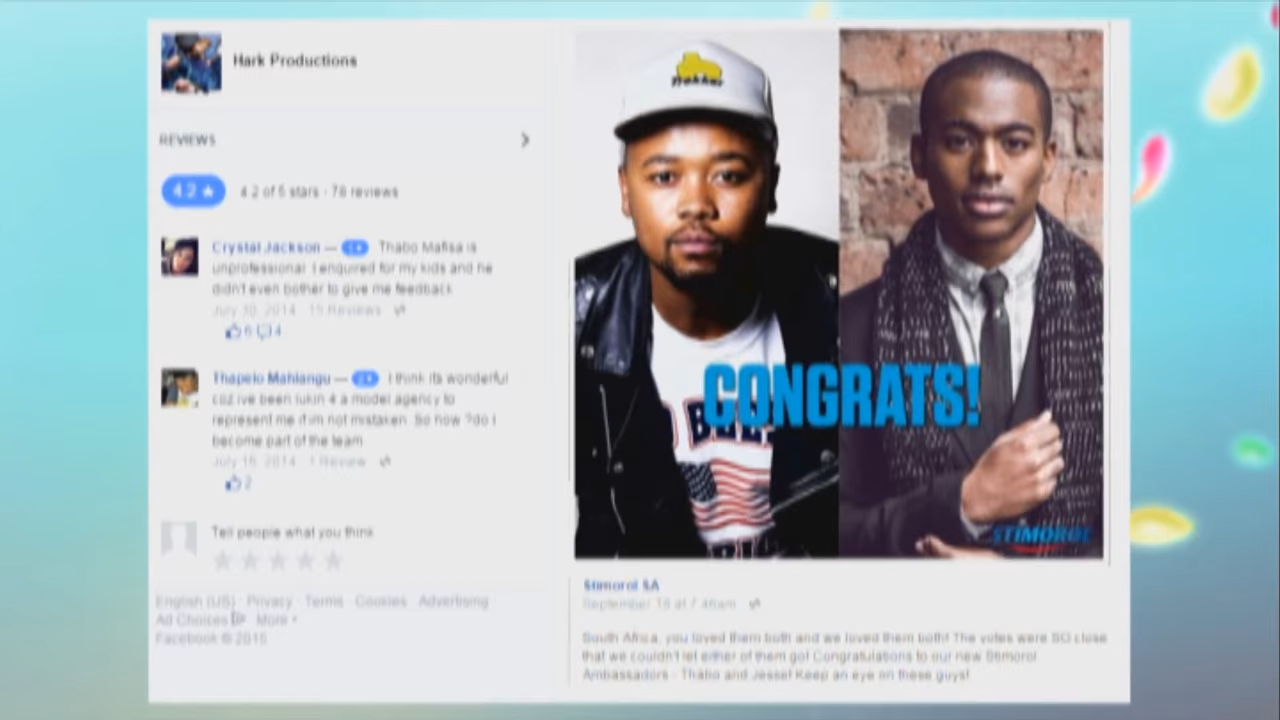 Hark Productions
REVIEWS
4.2 ★ 4.2 of 5 stars · 78 reviews
Crystal Jackson — Thabo Mafisa is
unprofessional. I enquired for my kids and he
didn't even bother to give me feedback
July 30, 2014 · 15 Reviews
6 4
Thapelo Mahlangu — I think its wonderful
coz ive been lukin 4 a model agency to
represent me if im not mistaken. So how ?do I
become part of the team
July 16, 2014 · 1 Review
2
Tell people what you think
English (US) · Privacy · Terms · Cookies · Advertising
Ad Choices · More
Facebook © 2015
CONGRATS!
STIMOROL
Stimorol SA
September 18 at 7:46am
South Africa, you loved them both and we loved them both! The votes were SO close
that we couldn't let either of them go! Congratulations to our new Stimorol
Ambassadors - Thabo and Jesse! Keep an eye on these guys!